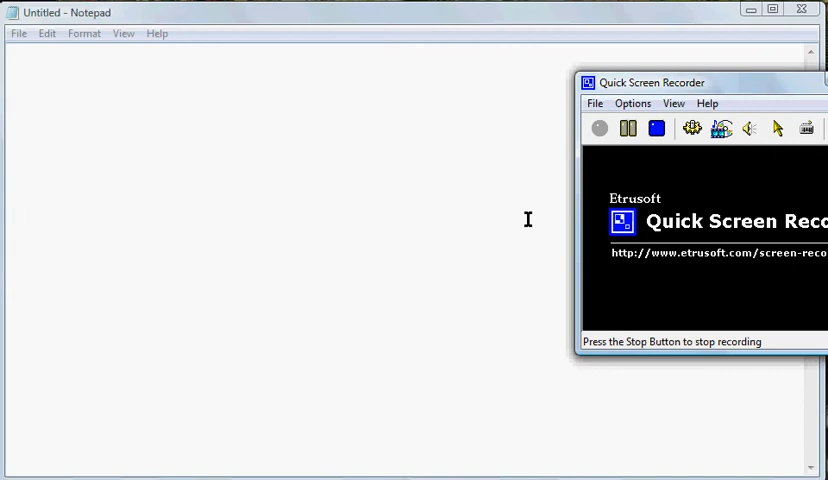 Untitled - Notepad
File Edit Format View Help
Quick Screen Recorder
File Options View Help
Etrusoft
Quick Screen Reco
http://www.etrusoft.com/screen-reco
Press the Stop Button to stop recording